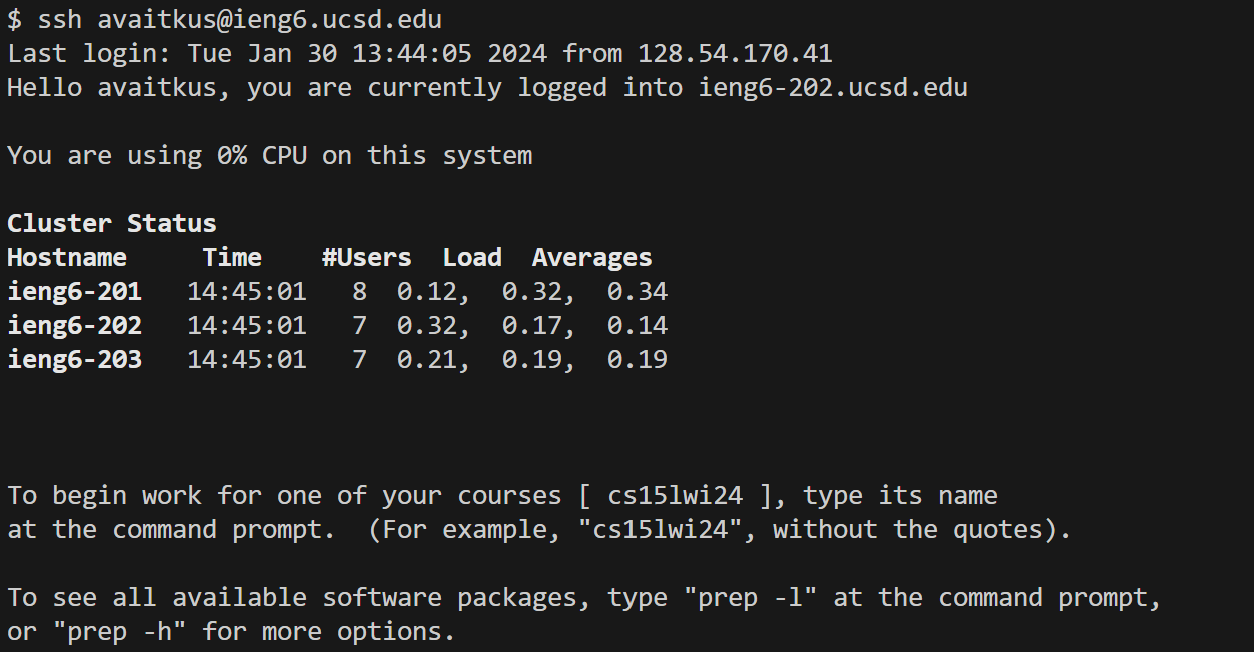 $ ssh avaitkus@ieng6.ucsd.edu
Last login: Tue Jan 30 13:44:05 2024 from 128.54.170.41
Hello avaitkus, you are currently logged into ieng6-202.ucsd.edu
You are using 0% CPU on this system
Cluster Status
Hostname     Time    #Users  Load  Averages
ieng6-201   14:45:01   8  0.12,  0.32,  0.34
ieng6-202   14:45:01   7  0.32,  0.17,  0.14
ieng6-203   14:45:01   7  0.21,  0.19,  0.19
To begin work for one of your courses [ cs15lwi24 ], type its name
at the command prompt.  (For example, "cs15lwi24", without the quotes).
To see all available software packages, type "prep -l" at the command prompt,
or "prep -h" for more options.